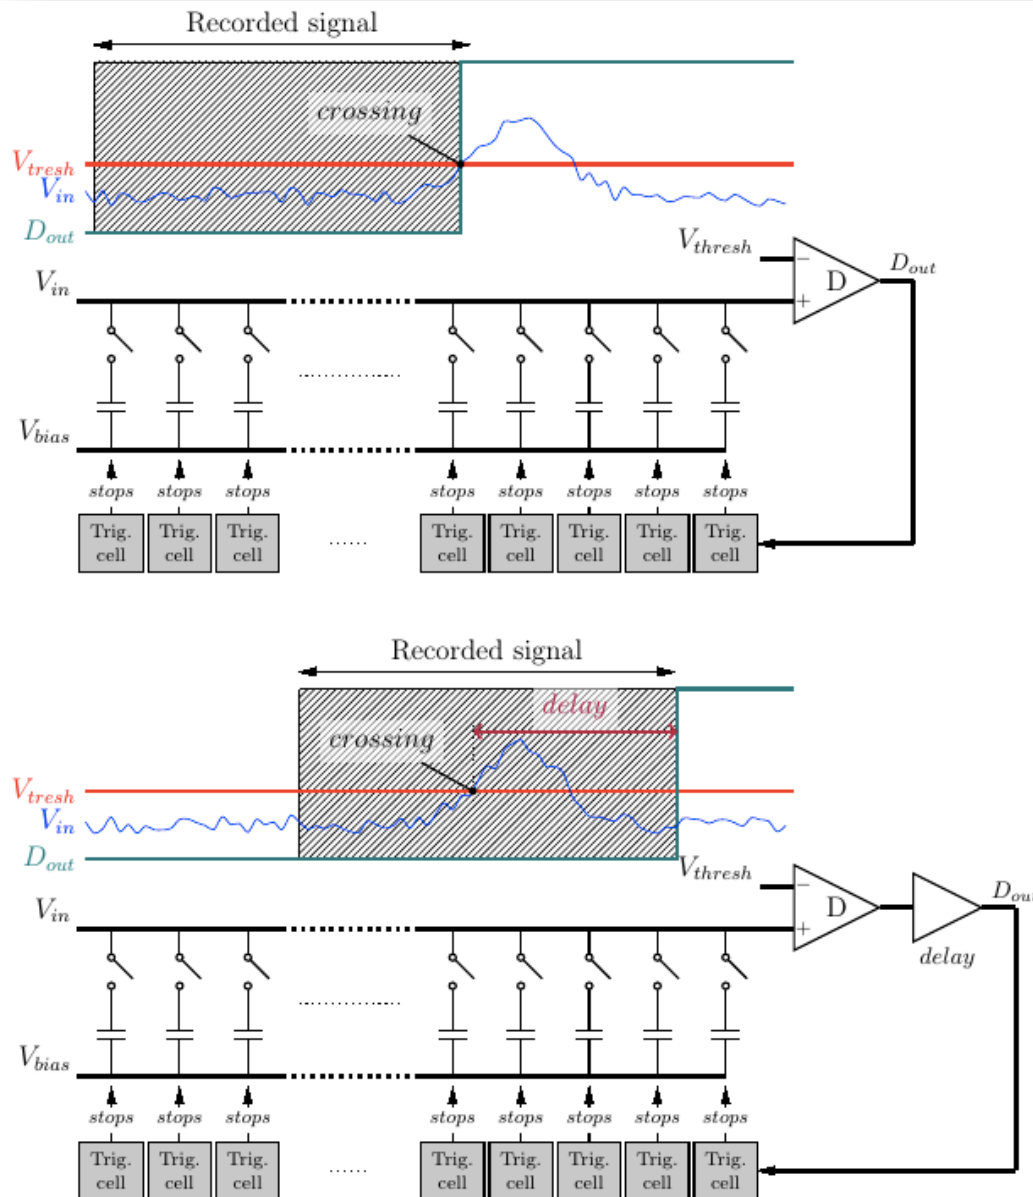 Recorded signal
crossing
V_tresh
V_in
D_out
V_thresh
− D D_out
V_in
+
V_bias
stops stops stops stops stops stops stops stops
Trig. Trig. Trig. Trig. Trig. Trig. Trig. Trig.
cell cell cell ...... cell cell cell cell cell
Recorded signal
delay
crossing
V_tresh
V_in
D_out
V_thresh
− D D_out
V_in
+ delay
V_bias
stops stops stops stops stops stops stops stops
Trig. Trig. Trig. Trig. Trig. Trig. Trig. Trig.
cell cell cell ...... cell cell cell cell cell